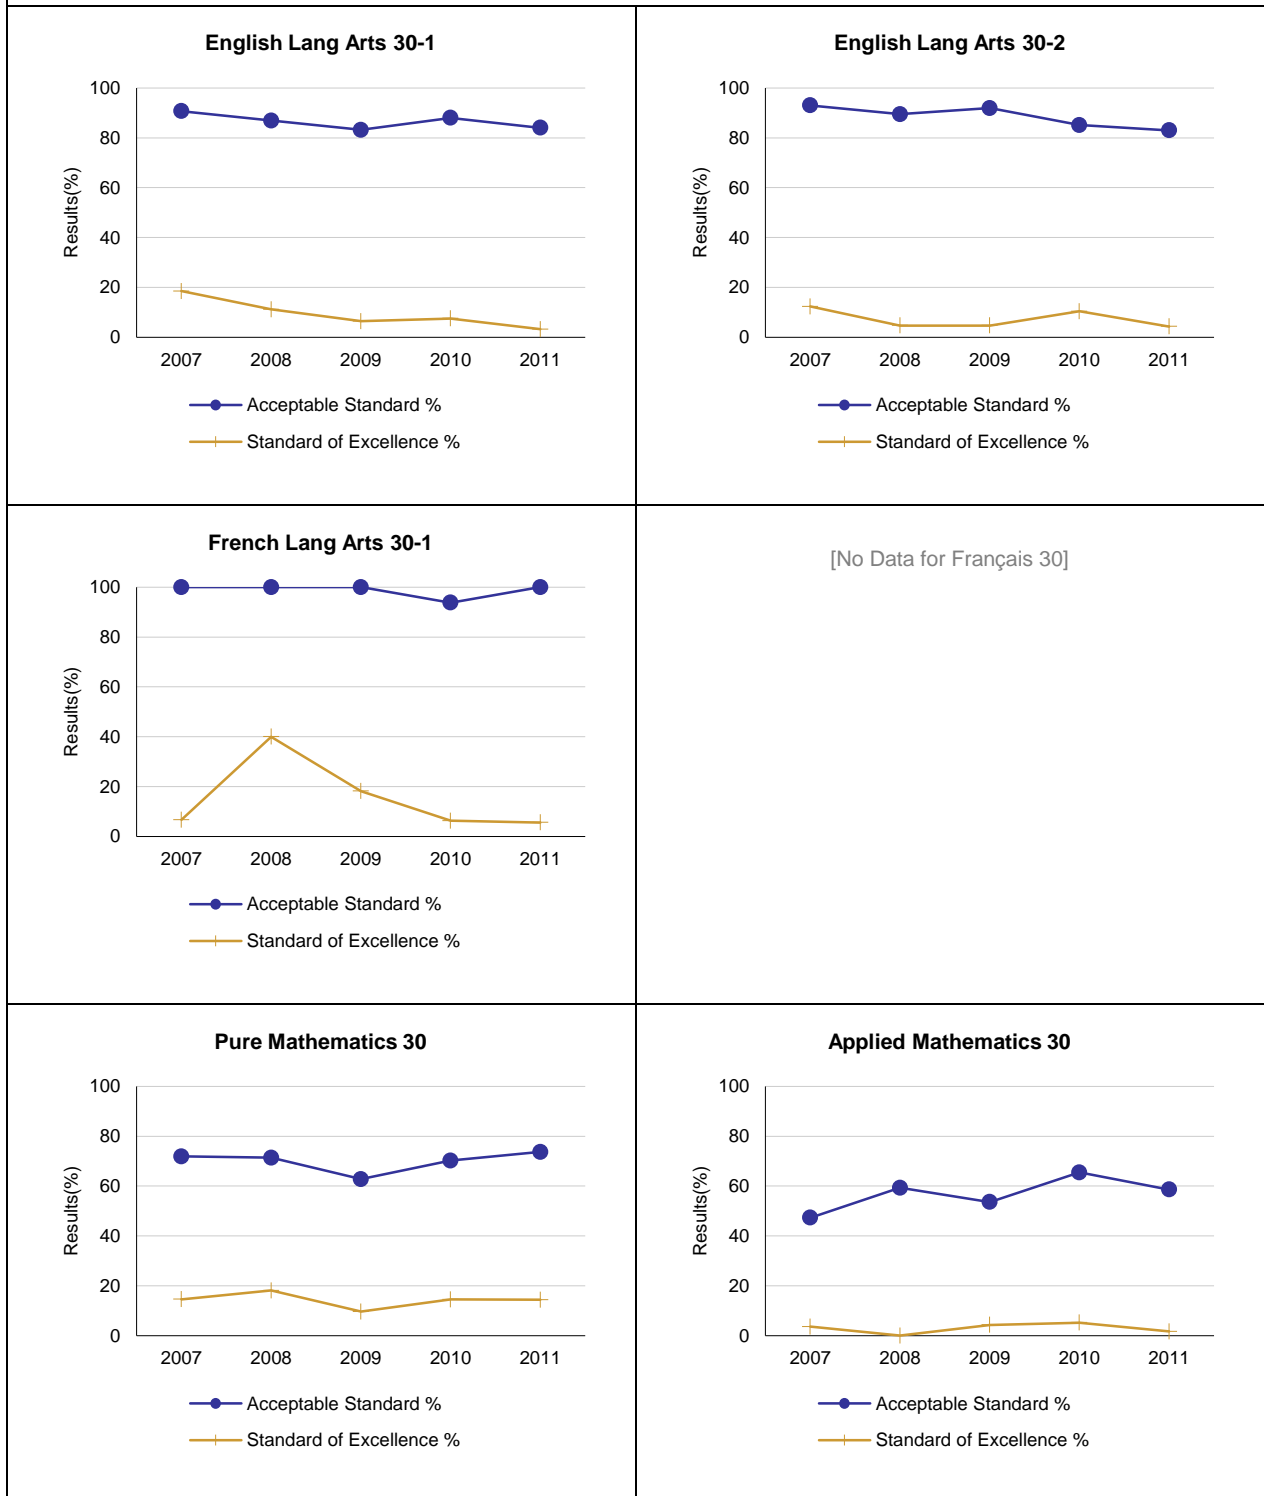 English Lang Arts 30-1
100
80
60
40
20
0
Results(%)
2007 2008 2009 2010 2011
Acceptable Standard %
Standard of Excellence %
English Lang Arts 30-2
100
80
60
40
20
0
Results(%)
2007 2008 2009 2010 2011
Acceptable Standard %
Standard of Excellence %
French Lang Arts 30-1
100
80
60
40
20
0
Results(%)
2007 2008 2009 2010 2011
Acceptable Standard %
Standard of Excellence %
[No Data for Français 30]
Pure Mathematics 30
100
80
60
40
20
0
Results(%)
2007 2008 2009 2010 2011
Acceptable Standard %
Standard of Excellence %
Applied Mathematics 30
100
80
60
40
20
0
Results(%)
2007 2008 2009 2010 2011
Acceptable Standard %
Standard of Excellence %